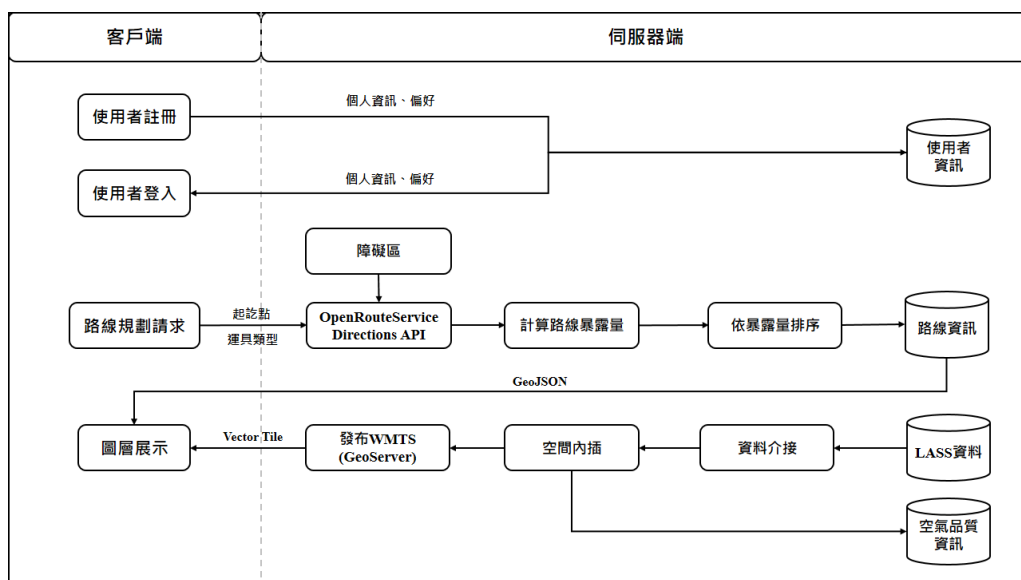 客戶端
伺服器端
個人資訊、偏好
使用者註冊
使用者
資訊
個人資訊、偏好
使用者登入
障礙區
路線規劃請求
起訖點
運具類型
OpenRouteService
Directions API
計算路線暴露量
依暴露量排序
路線資訊
GeoJSON
圖層展示
Vector Tile
發布WMTS
(GeoServer)
空間內插
資料介接
LASS資料
空氣品質
資訊